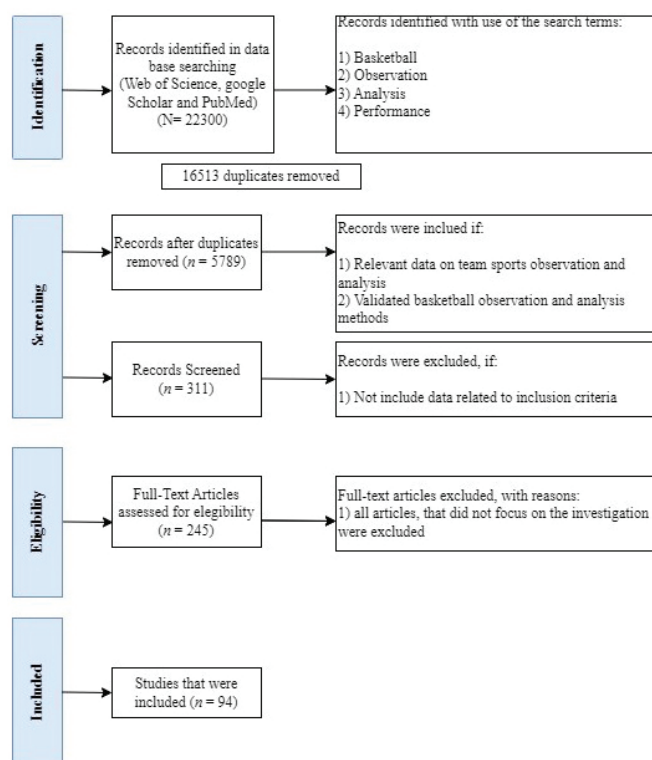 Identification
Records identified in data
base searching
(Web of Science, google
Scholar and PubMed)
(N= 22300)
Records identified with use of the search terms:
1) Basketball
2) Observation
3) Analysis
4) Performance
16513 duplicates removed
Screening
Records after duplicates
removed (n = 5789)
Records were inclued if:
1) Relevant data on team sports observation and
analysis
2) Validated basketball observation and analysis
methods
Records Screened
(n = 311)
Records were excluded, if:
1) Not include data related to inclusion criteria
Eligibility
Full-Text Articles
assessed for elegibility
(n = 245)
Full-text articles excluded, with reasons:
1) all articles, that did not focus on the investigation
were excluded
Included
Studies that were
included (n = 94)